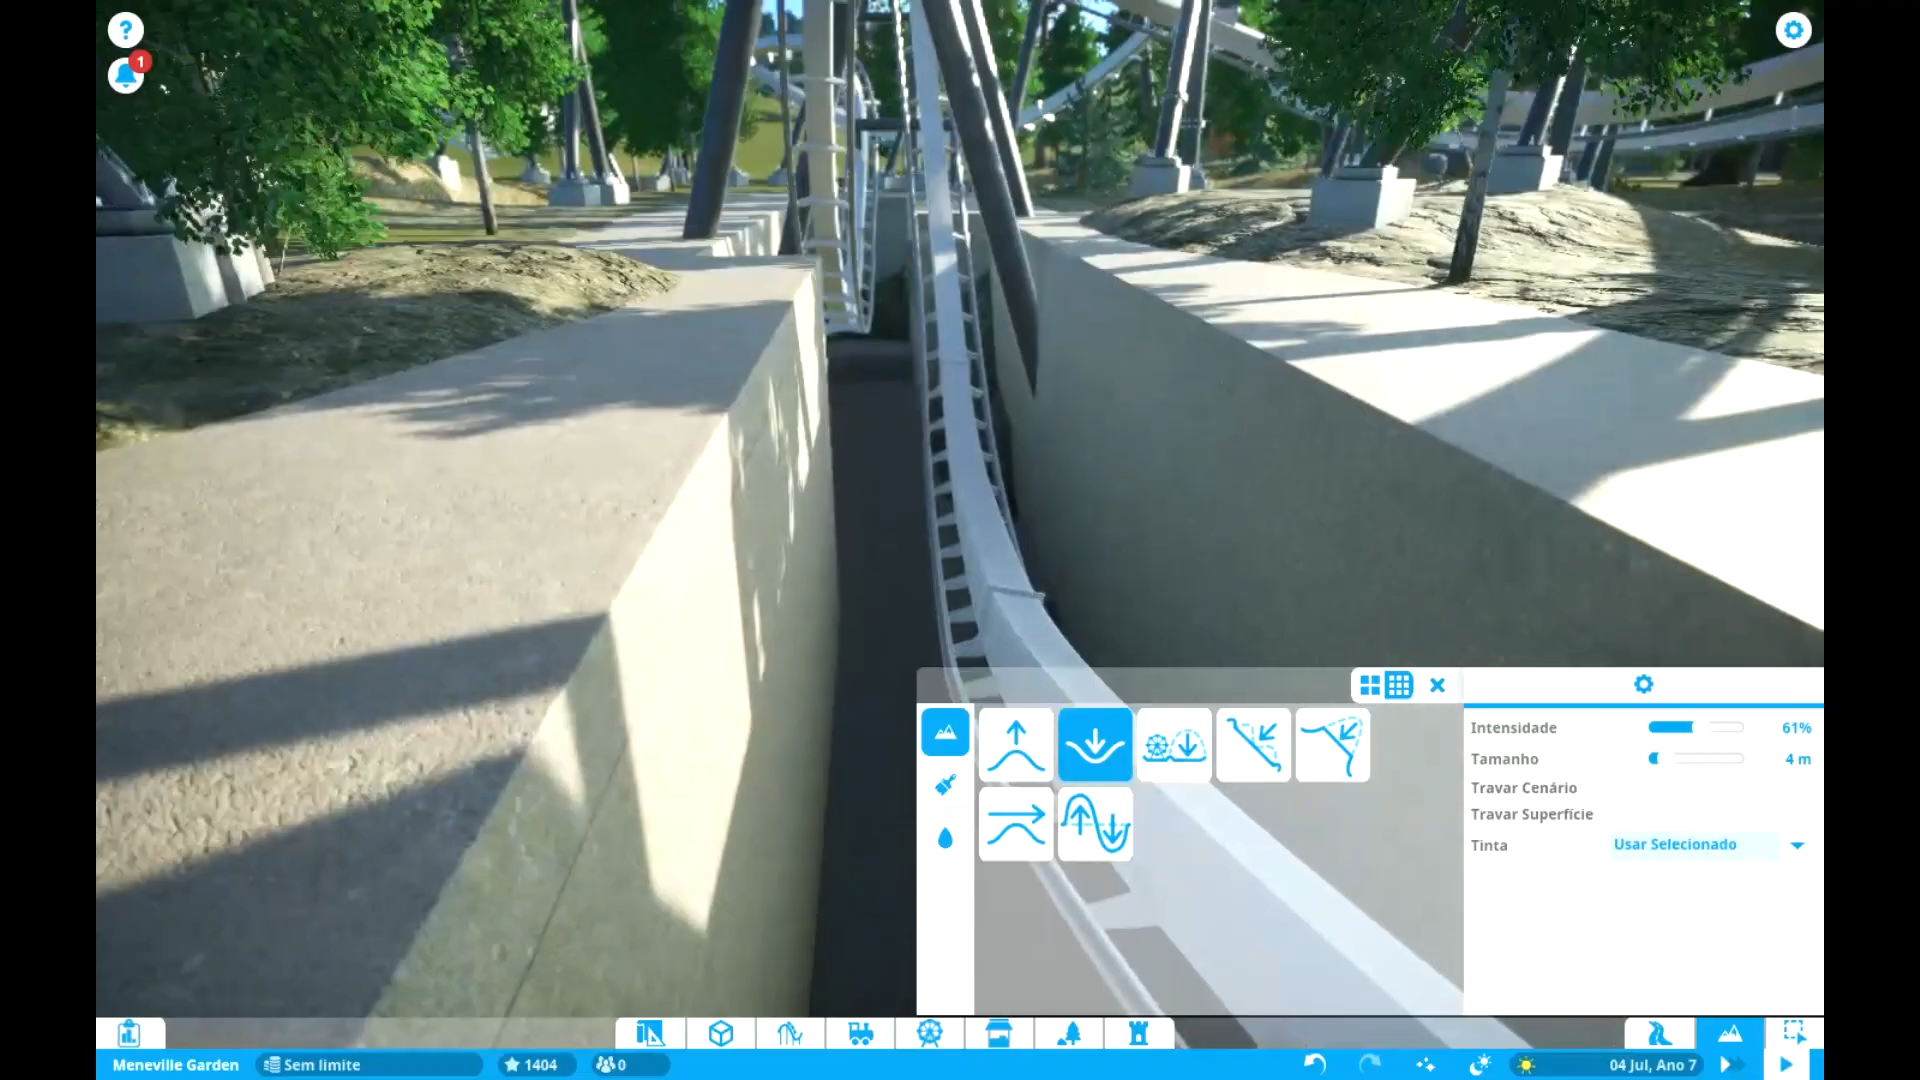 ?
1
Intensidade 61%
Tamanho 4 m
Travar Cenário
Travar Superfície
Tinta Usar Selecionado
Meneville Garden Sem limite 1404 0 04 Jul, Ano 7